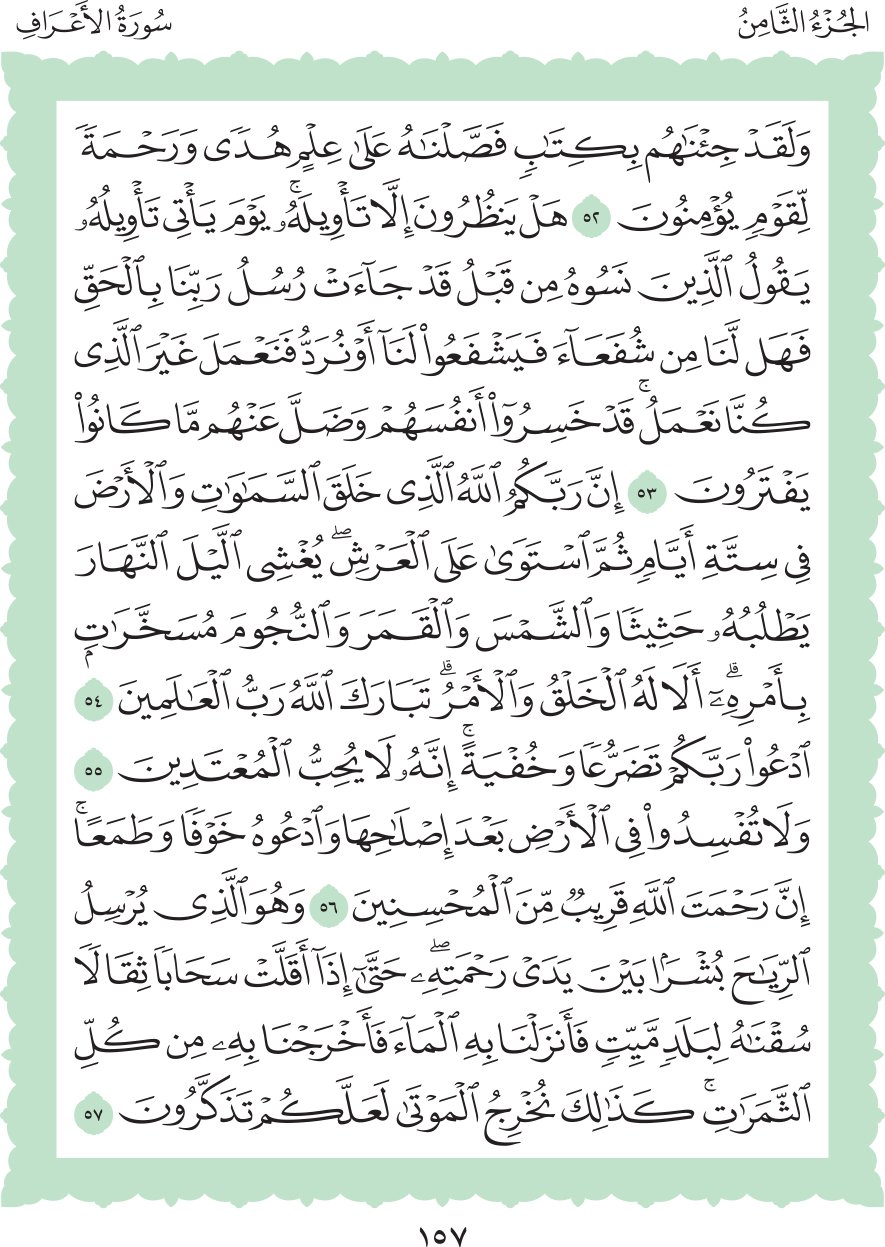 الجُزْءُ الثَّامِنُ
سُورَةُ الأَعْرَافِ
وَلَقَدْ جِئْنَٰهُم بِكِتَٰبٖ فَصَّلْنَٰهُ عَلَىٰ عِلْمٍ هُدٗى وَرَحْمَةٗ
لِّقَوْمٖ يُؤْمِنُونَ ٥٢ هَلْ يَنظُرُونَ إِلَّا تَأْوِيلَهُۥۚ يَوْمَ يَأْتِي تَأْوِيلُهُۥ
يَقُولُ ٱلَّذِينَ نَسُوهُ مِن قَبْلُ قَدْ جَآءَتْ رُسُلُ رَبِّنَا بِٱلْحَقِّ
فَهَل لَّنَا مِن شُفَعَآءَ فَيَشْفَعُواْ لَنَآ أَوْ نُرَدُّ فَنَعْمَلَ غَيْرَ ٱلَّذِي
كُنَّا نَعْمَلُۚ قَدْ خَسِرُوٓاْ أَنفُسَهُمْ وَضَلَّ عَنْهُم مَّا كَانُواْ
يَفْتَرُونَ ٥٣ إِنَّ رَبَّكُمُ ٱللَّهُ ٱلَّذِي خَلَقَ ٱلسَّمَٰوَٰتِ وَٱلْأَرْضَ
فِي سِتَّةِ أَيَّامٖ ثُمَّ ٱسْتَوَىٰ عَلَى ٱلْعَرْشِۖ يُغْشِي ٱلَّيْلَ ٱلنَّهَارَ
يَطْلُبُهُۥ حَثِيثٗا وَٱلشَّمْسَ وَٱلْقَمَرَ وَٱلنُّجُومَ مُسَخَّرَٰتِۭ
بِأَمْرِهِۦٓۗ أَلَا لَهُ ٱلْخَلْقُ وَٱلْأَمْرُۗ تَبَارَكَ ٱللَّهُ رَبُّ ٱلْعَٰلَمِينَ ٥٤
ٱدْعُواْ رَبَّكُمْ تَضَرُّعٗا وَخُفْيَةًۚ إِنَّهُۥ لَا يُحِبُّ ٱلْمُعْتَدِينَ ٥٥
وَلَا تُفْسِدُواْ فِي ٱلْأَرْضِ بَعْدَ إِصْلَٰحِهَا وَٱدْعُوهُ خَوْفٗا وَطَمَعًاۚ
إِنَّ رَحْمَتَ ٱللَّهِ قَرِيبٞ مِّنَ ٱلْمُحْسِنِينَ ٥٦ وَهُوَ ٱلَّذِي يُرْسِلُ
ٱلرِّيَٰحَ بُشْرَۢا بَيْنَ يَدَيْ رَحْمَتِهِۦۖ حَتَّىٰٓ إِذَآ أَقَلَّتْ سَحَابٗا ثِقَالٗا
سُقْنَٰهُ لِبَلَدٖ مَّيِّتٖ فَأَنزَلْنَا بِهِ ٱلْمَآءَ فَأَخْرَجْنَا بِهِۦ مِن كُلِّ
ٱلثَّمَرَٰتِۚ كَذَٰلِكَ نُخْرِجُ ٱلْمَوْتَىٰ لَعَلَّكُمْ تَذَكَّرُونَ ٥٧
١٥٧